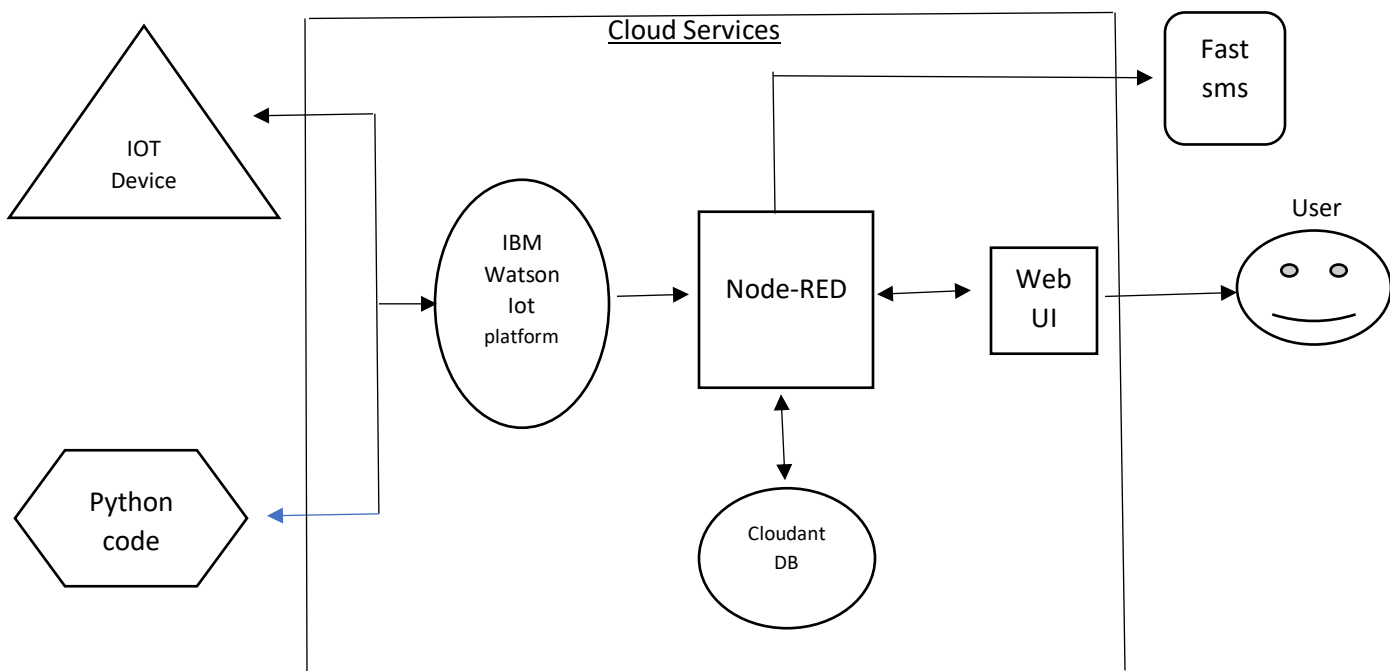 Cloud Services
Fast
sms
IOT
Device
User
IBM
Watson
Iot
platform
Node-RED
Web
UI
Python
code
Cloudant
DB